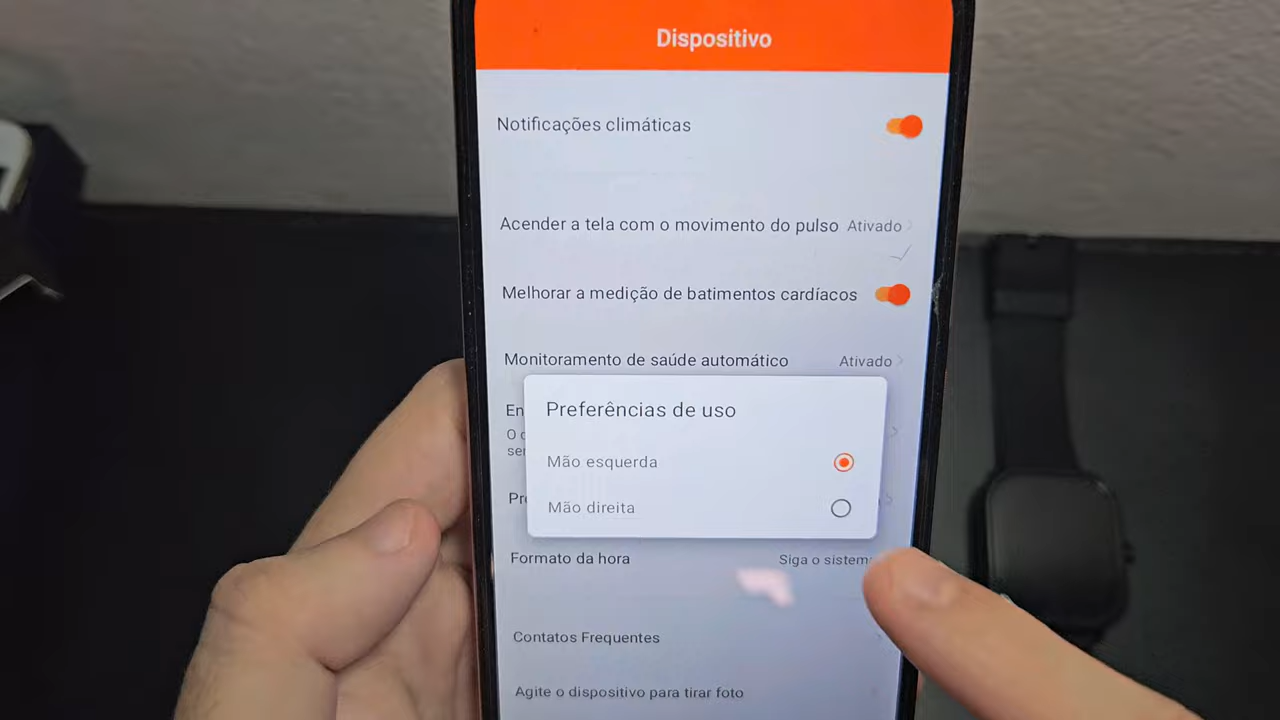 Dispositivo
Notificações climáticas
Acender a tela com o movimento do pulso Ativado
Melhorar a medição de batimentos cardíacos
Monitoramento de saúde automático Ativado
En
Preferências de uso
O
ser
Mão esquerda
Pr
Mão direita
Formato da hora Siga o sistema
Contatos Frequentes
Agite o dispositivo para tirar foto